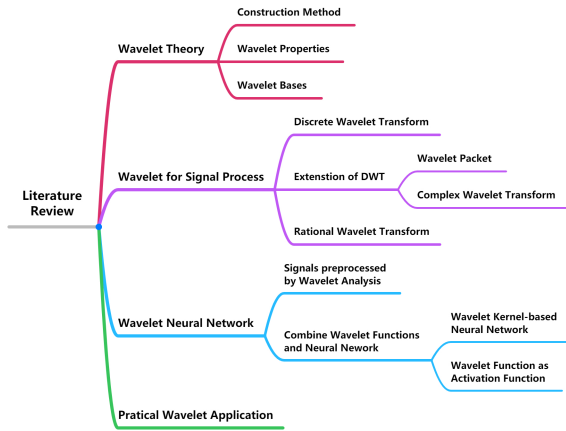 Literature
Review
Wavelet Theory
Construction Method
Wavelet Properties
Wavelet Bases
Wavelet for Signal Process
Discrete Wavelet Transform
Extenstion of DWT
Wavelet Packet
Complex Wavelet Transform
Rational Wavelet Transform
Wavelet Neural Network
Signals preprocessed
by Wavelet Analysis
Combine Wavelet Functions
and Neural Nework
Wavelet Kernel-based
Neural Network
Wavelet Function as
Activation Function
Pratical Wavelet Application